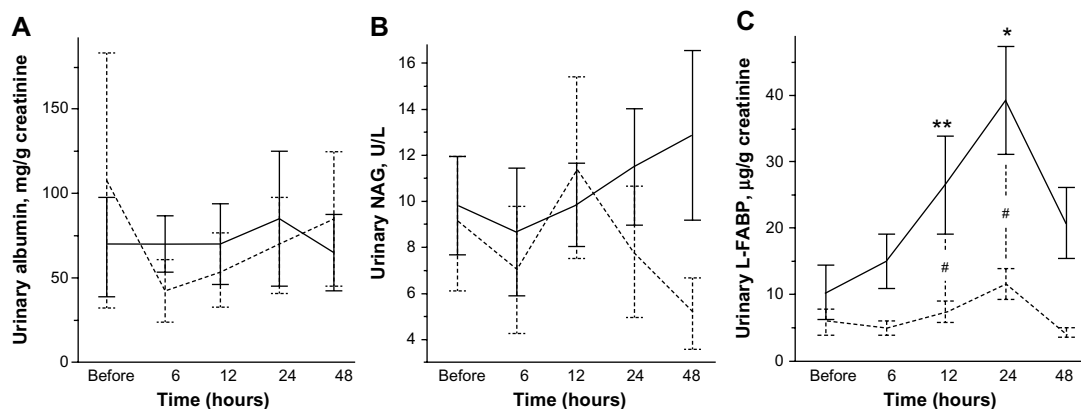 A
Urinary albumin, mg/g creatinine
150
100
50
0
Before 6 12 24 48
Time (hours)
B
Urinary NAG, U/L
16
14
12
10
8
6
4
Before 6 12 24 48
Time (hours)
C
Urinary L-FABP, µg/g creatinine
40
30
20
10
0
*
**
#
#
Before 6 12 24 48
Time (hours)